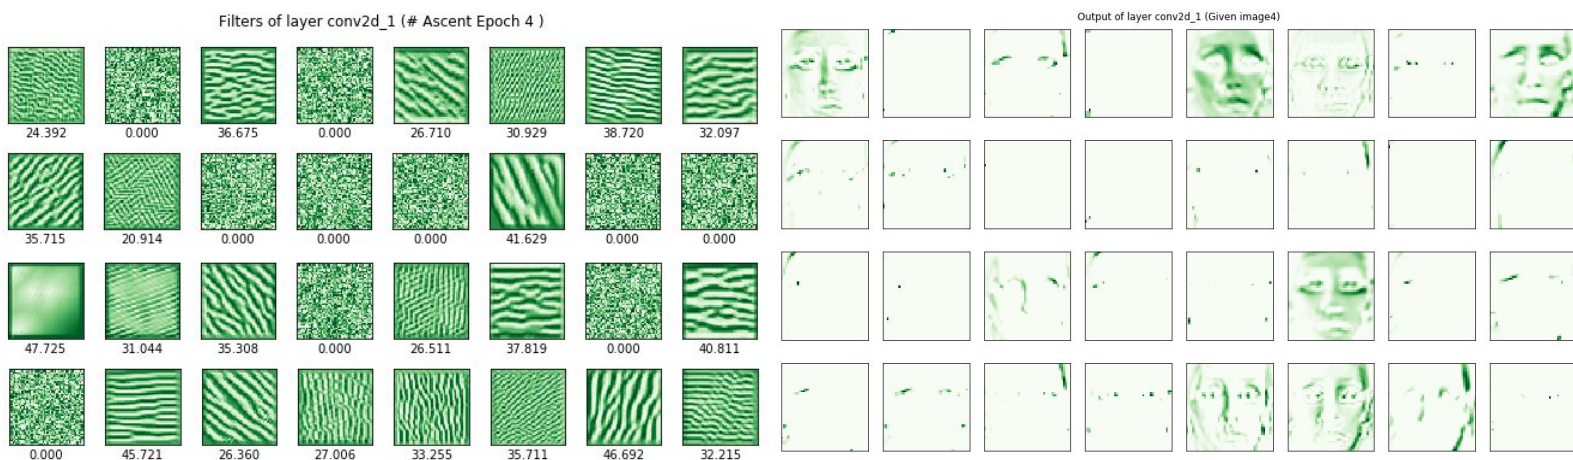 Filters of layer conv2d_1 (# Ascent Epoch 4 )
24.392 0.000 36.675 0.000 26.710 30.929 38.720 32.097
35.715 20.914 0.000 0.000 0.000 41.629 0.000 0.000
47.725 31.044 35.308 0.000 26.511 37.819 0.000 40.811
0.000 45.721 26.360 27.006 33.255 35.711 46.692 32.215
Output of layer conv2d_1 (Given image4)